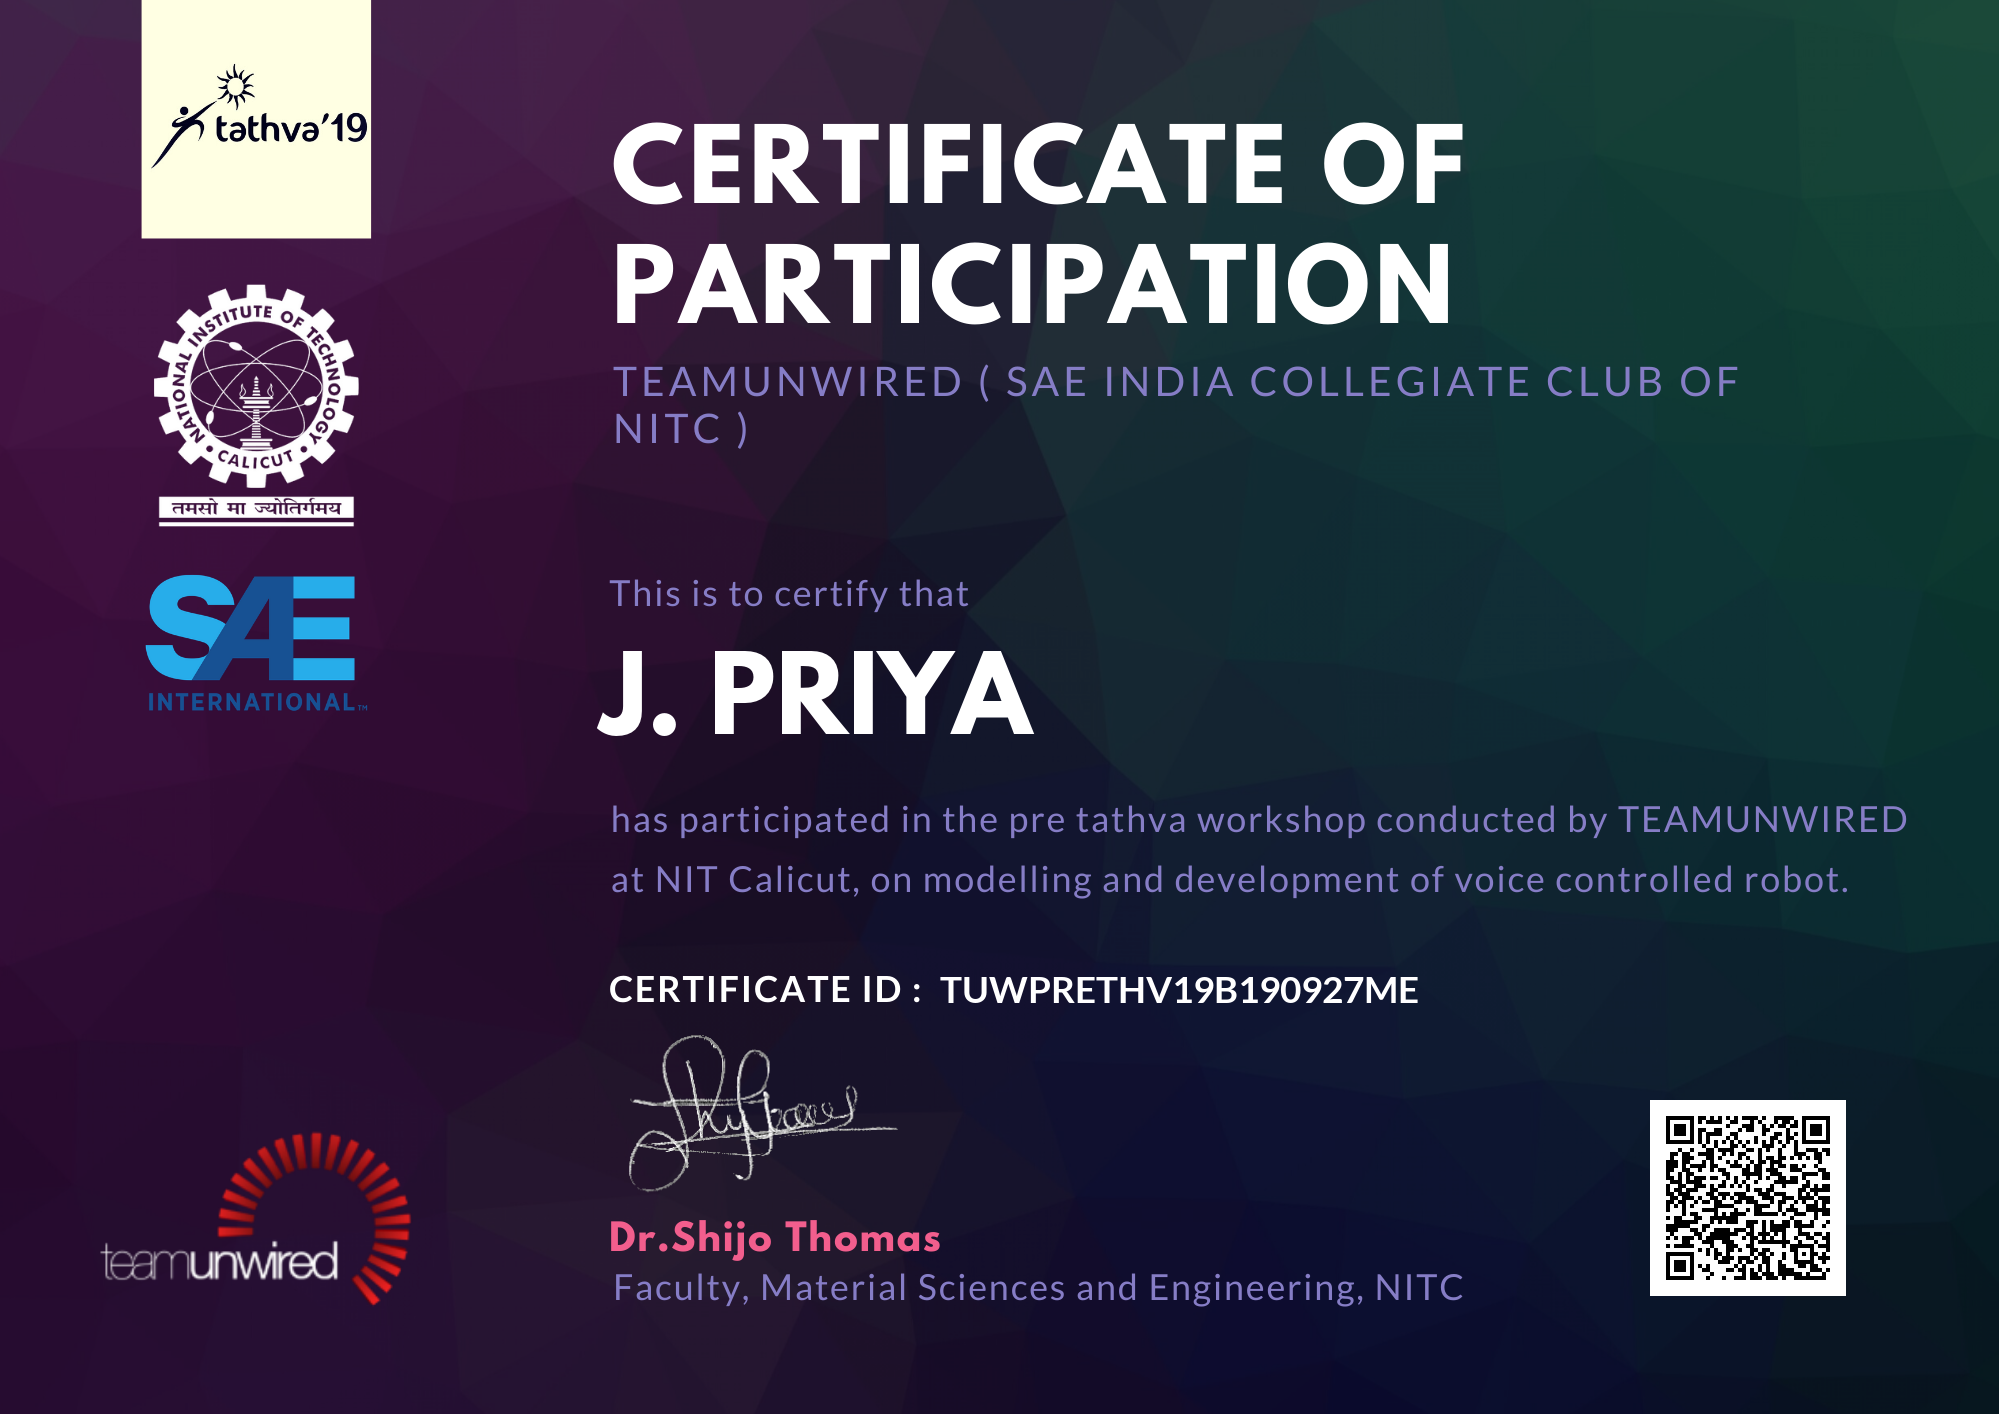 tathva'19
NATIONAL INSTITUTE OF TECHNOLOGY
• CALICUT •
तमसो मा ज्योतिर्गमय
SAE
INTERNATIONAL™
CERTIFICATE OF
PARTICIPATION
TEAMUNWIRED ( SAE INDIA COLLEGIATE CLUB OF
NITC )
This is to certify that
J. PRIYA
has participated in the pre tathva workshop conducted by TEAMUNWIRED
at NIT Calicut, on modelling and development of voice controlled robot.
CERTIFICATE ID : TUWPRETHV19B190927ME
Dr.Shijo Thomas
Faculty, Material Sciences and Engineering, NITC
teamunwired